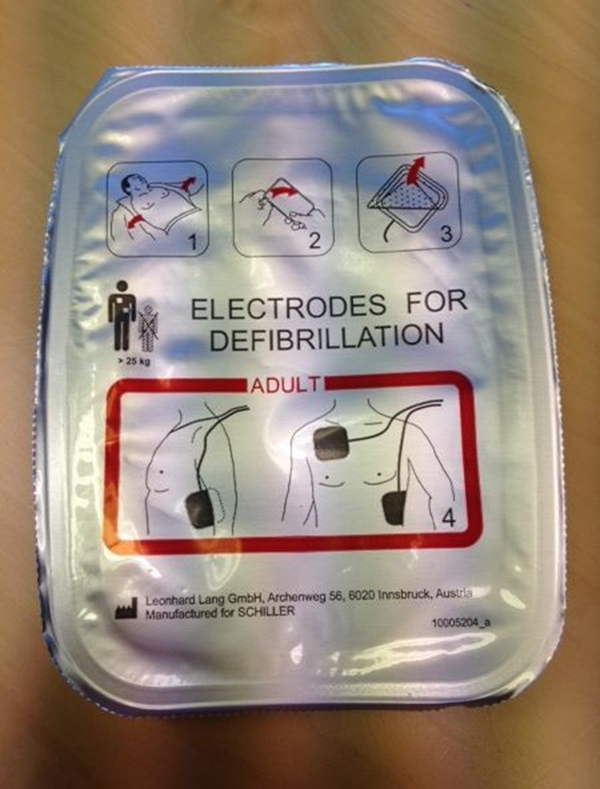 1
2
3
ELECTRODES FOR
DEFIBRILLATION
> 25 kg
ADULT
4
Leonhard Lang GmbH, Archenweg 56, 6020 Innsbruck, Austria
Manufactured for SCHILLER
10005204_a